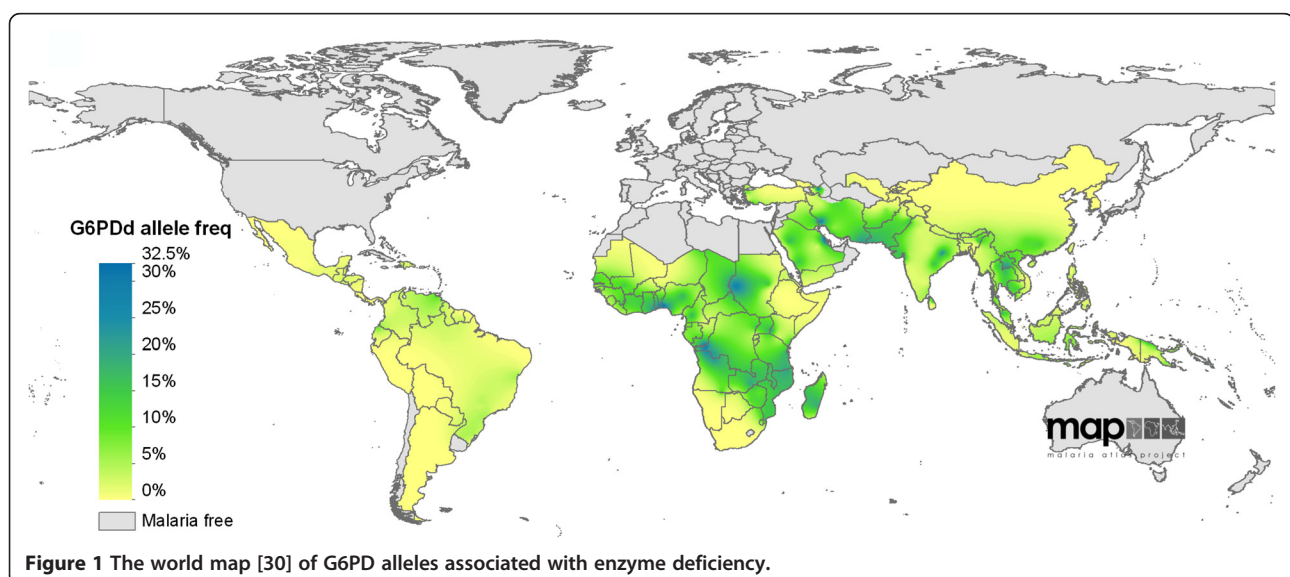 G6PDd allele freq
32.5%
30%
25%
20%
15%
10%
5%
0%
Malaria free
map
malaria atlas project
Figure 1 The world map [30] of G6PD alleles associated with enzyme deficiency.